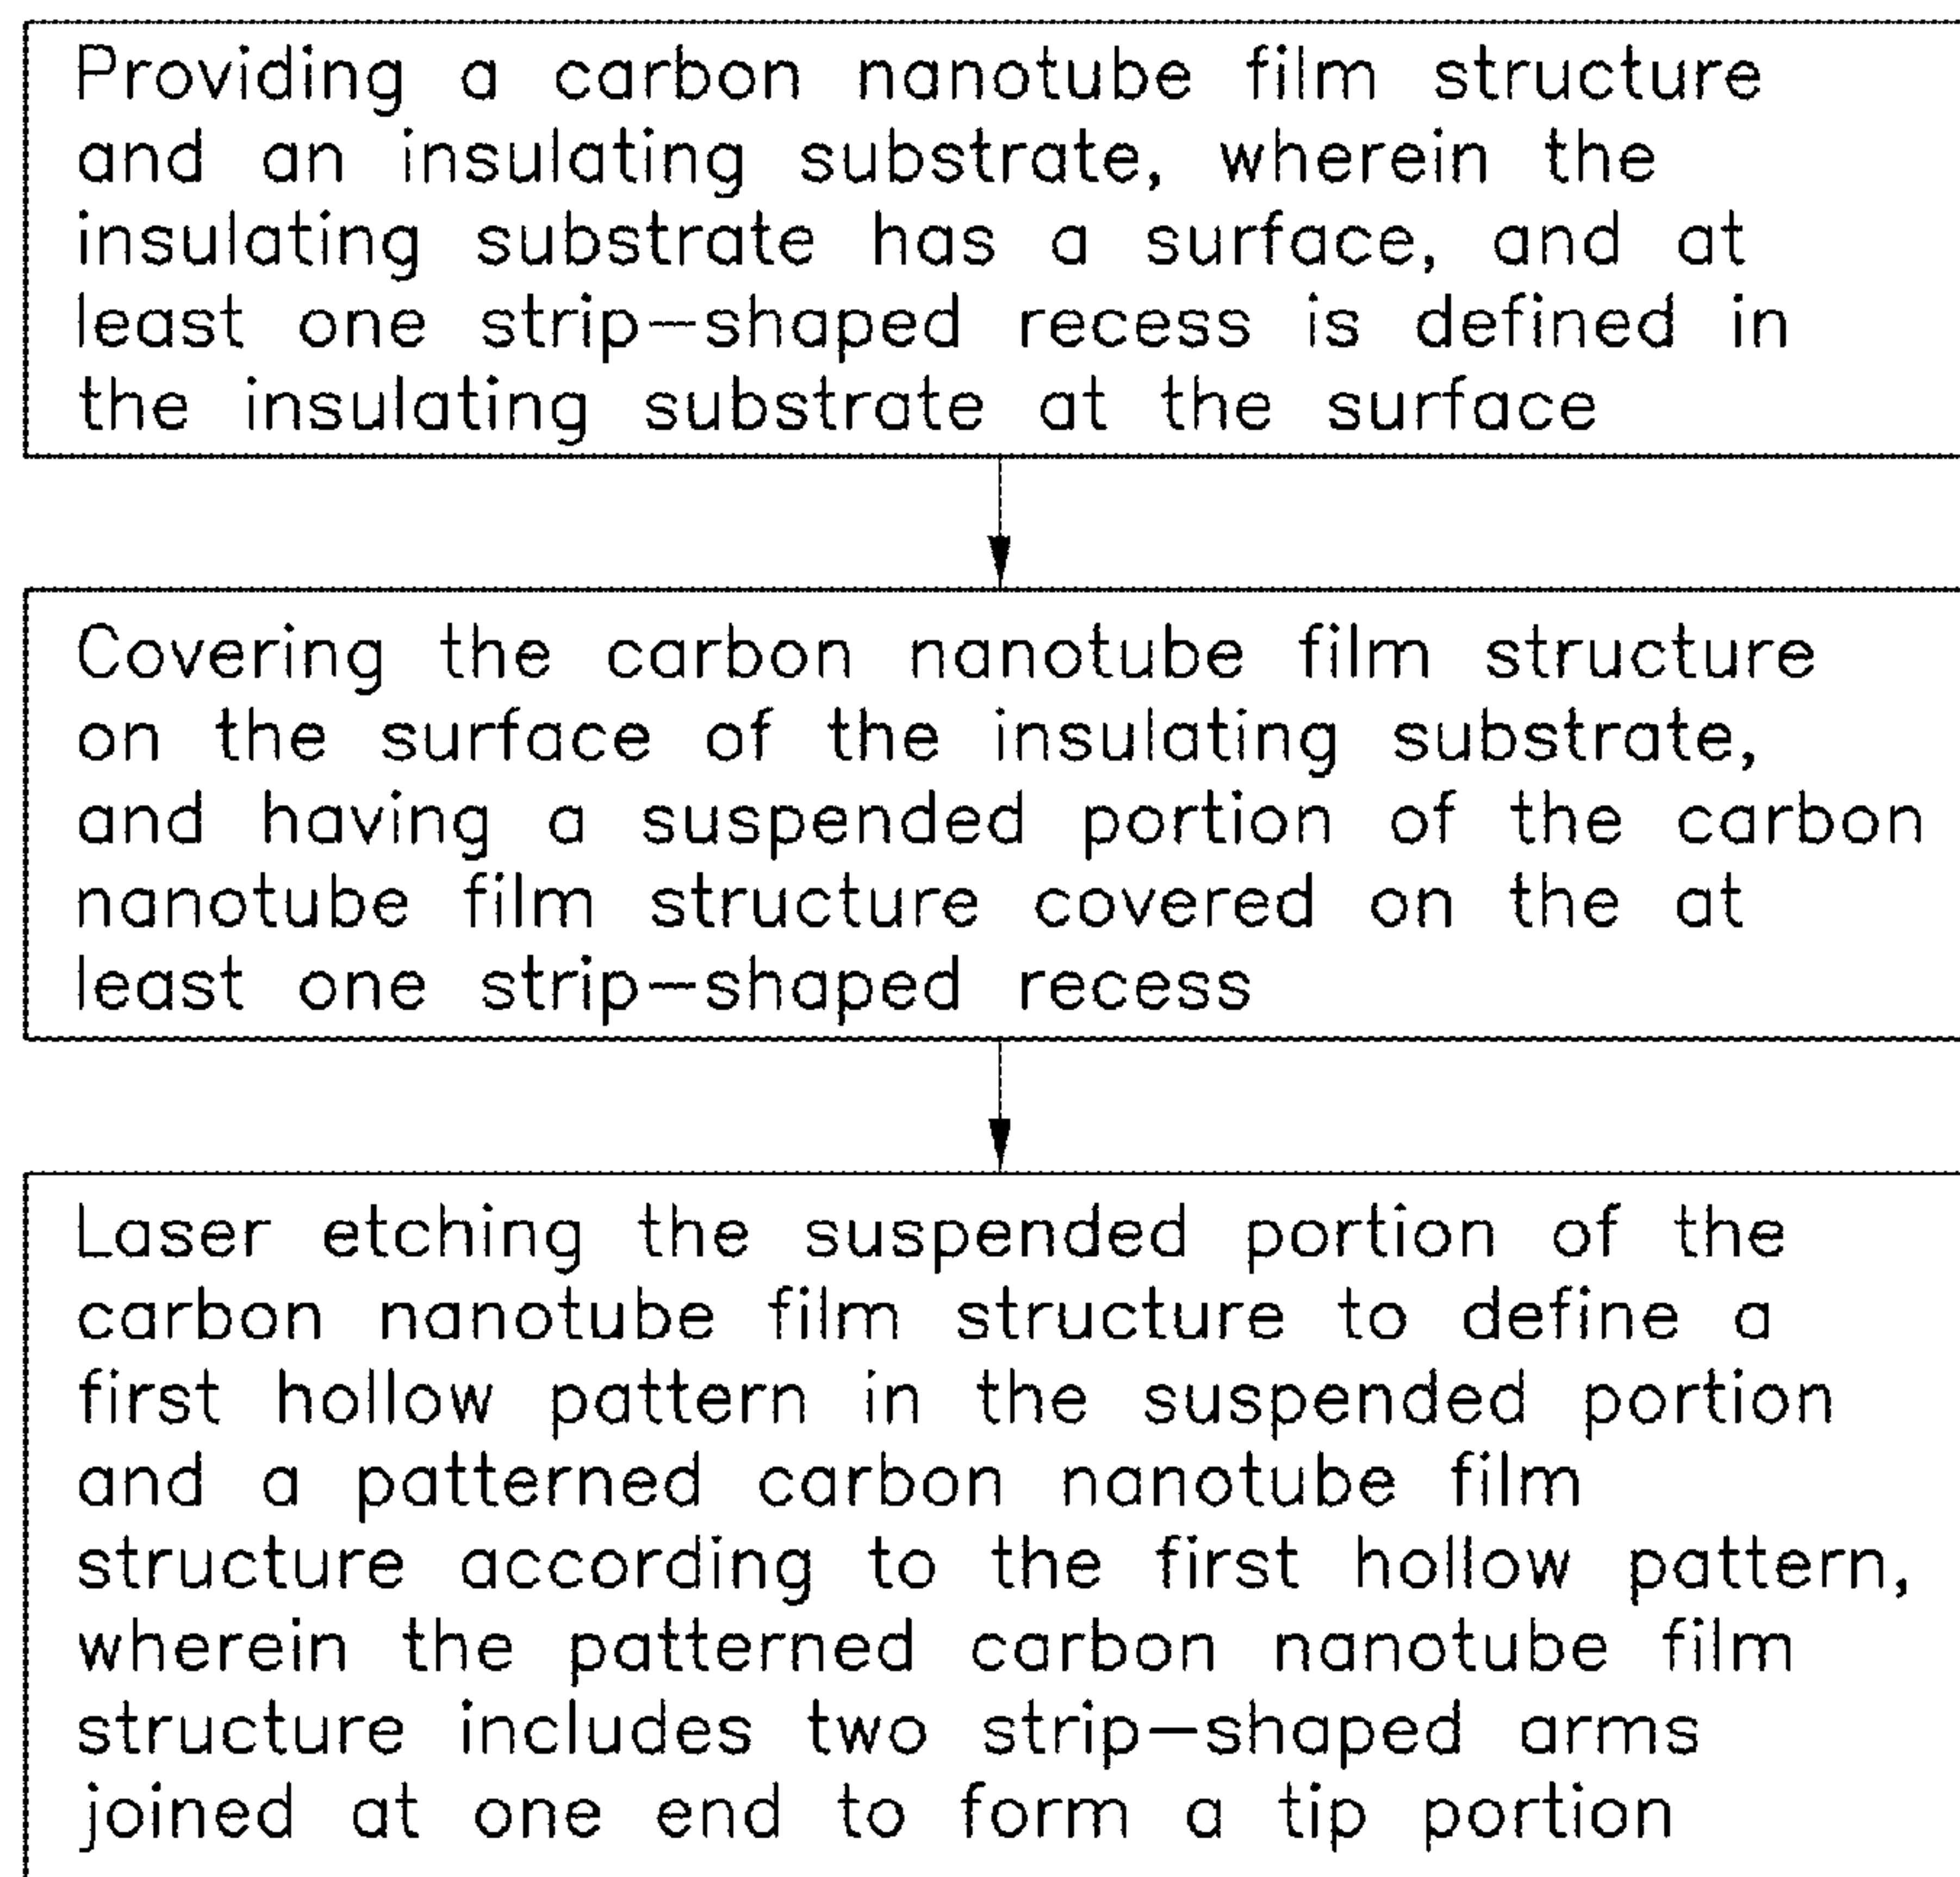 Providing a carbon nanotube film structure
and an insulating substrate, wherein the
insulating substrate has a surface, and at
least one strip-shaped recess is defined in
the insulating substrate at the surface
Covering the carbon nanotube film structure
on the surface of the insulating substrate,
and having a suspended portion of the carbon
nanotube film structure covered on the at
least one strip-shaped recess
Laser etching the suspended portion of the
carbon nanotube film structure to define a
first hollow pattern in the suspended portion
and a patterned carbon nanotube film
structure according to the first hollow pattern,
wherein the patterned carbon nanotube film
structure includes two strip-shaped arms
joined at one end to form a tip portion